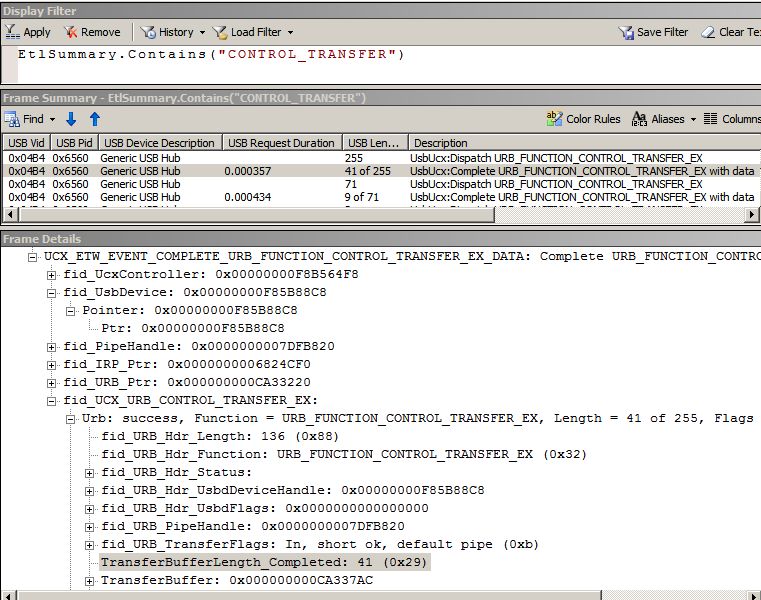 Display Filter
Apply Remove History Load Filter Save Filter Clear Te
EtlSummary.Contains("CONTROL_TRANSFER")
Frame Summary - EtlSummary.Contains("CONTROL_TRANSFER")
Find Color Rules Aliases Columns
USB Vid USB Pid USB Device Description USB Request Duration USB Len... Description
0x04B4 0x6560 Generic USB Hub 255 UsbUcx:Dispatch URB_FUNCTION_CONTROL_TRANSFER_EX
0x04B4 0x6560 Generic USB Hub 0.000357 41 of 255 UsbUcx:Complete URB_FUNCTION_CONTROL_TRANSFER_EX with data
0x04B4 0x6560 Generic USB Hub 71 UsbUcx:Dispatch URB_FUNCTION_CONTROL_TRANSFER_EX
0x04B4 0x6560 Generic USB Hub 0.000434 9 of 71 UsbUcx:Complete URB_FUNCTION_CONTROL_TRANSFER_EX with data
Frame Details
UCX_ETW_EVENT_COMPLETE_URB_FUNCTION_CONTROL_TRANSFER_EX_DATA: Complete URB_FUNCTION_CONTRO
fid_UcxController: 0x00000000F8B564F8
fid_UsbDevice: 0x00000000F85B88C8
Pointer: 0x00000000F85B88C8
Ptr: 0x00000000F85B88C8
fid_PipeHandle: 0x0000000007DFB820
fid_IRP_Ptr: 0x0000000006824CF0
fid_URB_Ptr: 0x000000000CA33220
fid_UCX_URB_CONTROL_TRANSFER_EX:
Urb: success, Function = URB_FUNCTION_CONTROL_TRANSFER_EX, Length = 41 of 255, Flags
fid_URB_Hdr_Length: 136 (0x88)
fid_URB_Hdr_Function: URB_FUNCTION_CONTROL_TRANSFER_EX (0x32)
fid_URB_Hdr_Status:
fid_URB_Hdr_UsbdDeviceHandle: 0x00000000F85B88C8
fid_URB_Hdr_UsbdFlags: 0x0000000000000000
fid_URB_PipeHandle: 0x0000000007DFB820
fid_URB_TransferFlags: In, short ok, default pipe (0xb)
TransferBufferLength_Completed: 41 (0x29)
TransferBuffer: 0x000000000CA337AC